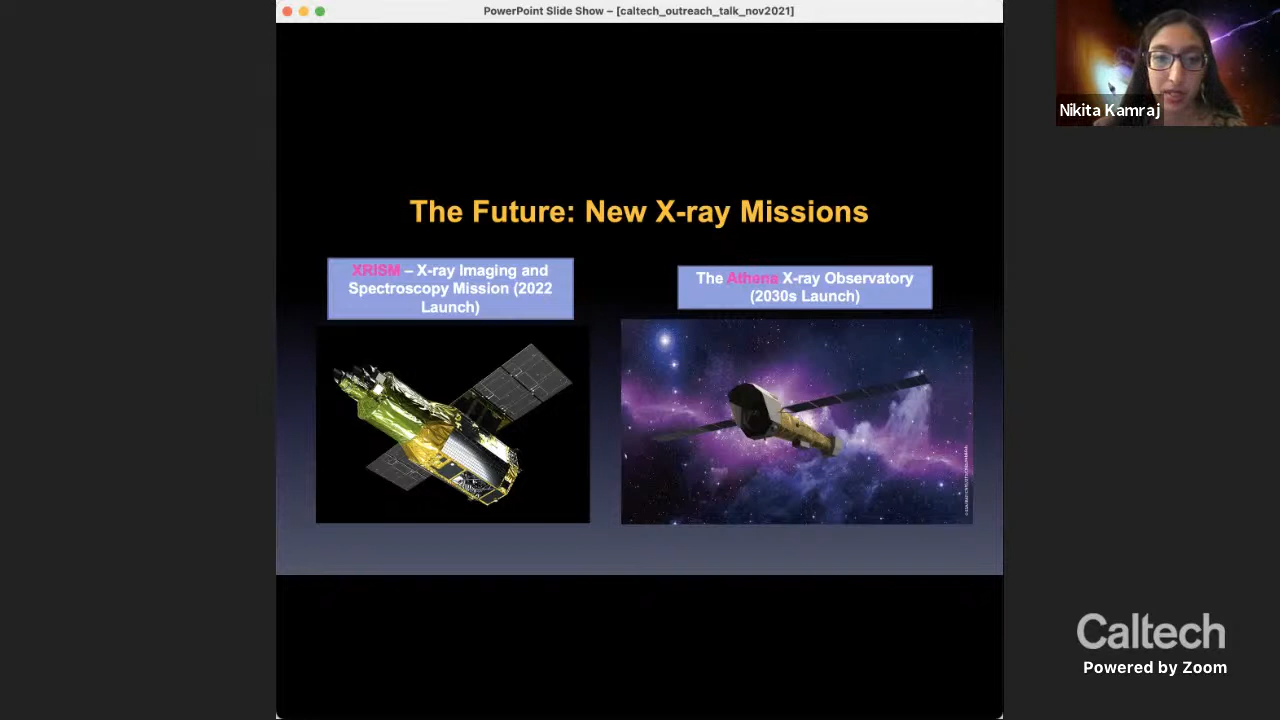 PowerPoint Slide Show – [caltech_outreach_talk_nov2021]
Nikita Kamraj
The Future: New X-ray Missions
XRISM – X-ray Imaging and
Spectroscopy Mission (2022
Launch)
The Athena X-ray Observatory
(2030s Launch)
Caltech
Powered by Zoom